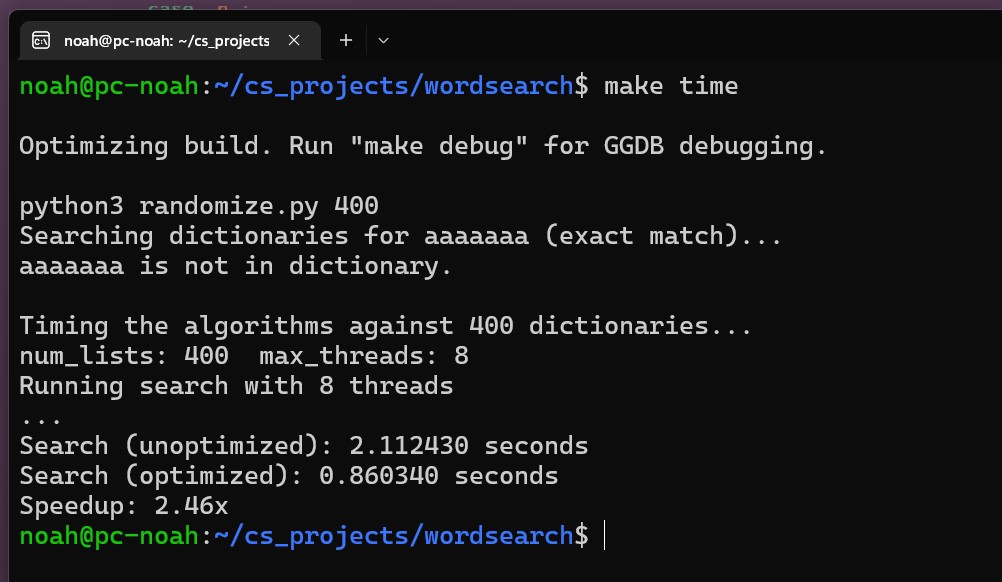 noah@pc-noah: ~/cs_projects
noah@pc-noah:~/cs_projects/wordsearch$ make time
Optimizing build. Run "make debug" for GGDB debugging.
python3 randomize.py 400
Searching dictionaries for aaaaaaa (exact match)...
aaaaaaa is not in dictionary.
Timing the algorithms against 400 dictionaries...
num_lists: 400  max_threads: 8
Running search with 8 threads
...
Search (unoptimized): 2.112430 seconds
Search (optimized): 0.860340 seconds
Speedup: 2.46x
noah@pc-noah:~/cs_projects/wordsearch$